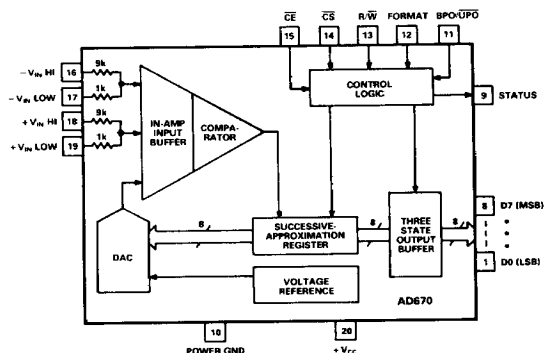 CE CS R/W FORMAT BPO/UPO
15 14 13 12 11
− VIN HI 16 9k
− VIN LOW 17 1k
+ VIN HI 18 9k
+ VIN LOW 19 1k
IN-AMP
INPUT
BUFFER
COMPA-
RATOR
CONTROL
LOGIC
9 STATUS
DAC
8
SUCCESSIVE-
APPROXIMATION
REGISTER
8
THREE
STATE
OUTPUT
BUFFER
8
8 D7 (MSB)
1 D0 (LSB)
VOLTAGE
REFERENCE
AD670
10 20
POWER GND +VCC